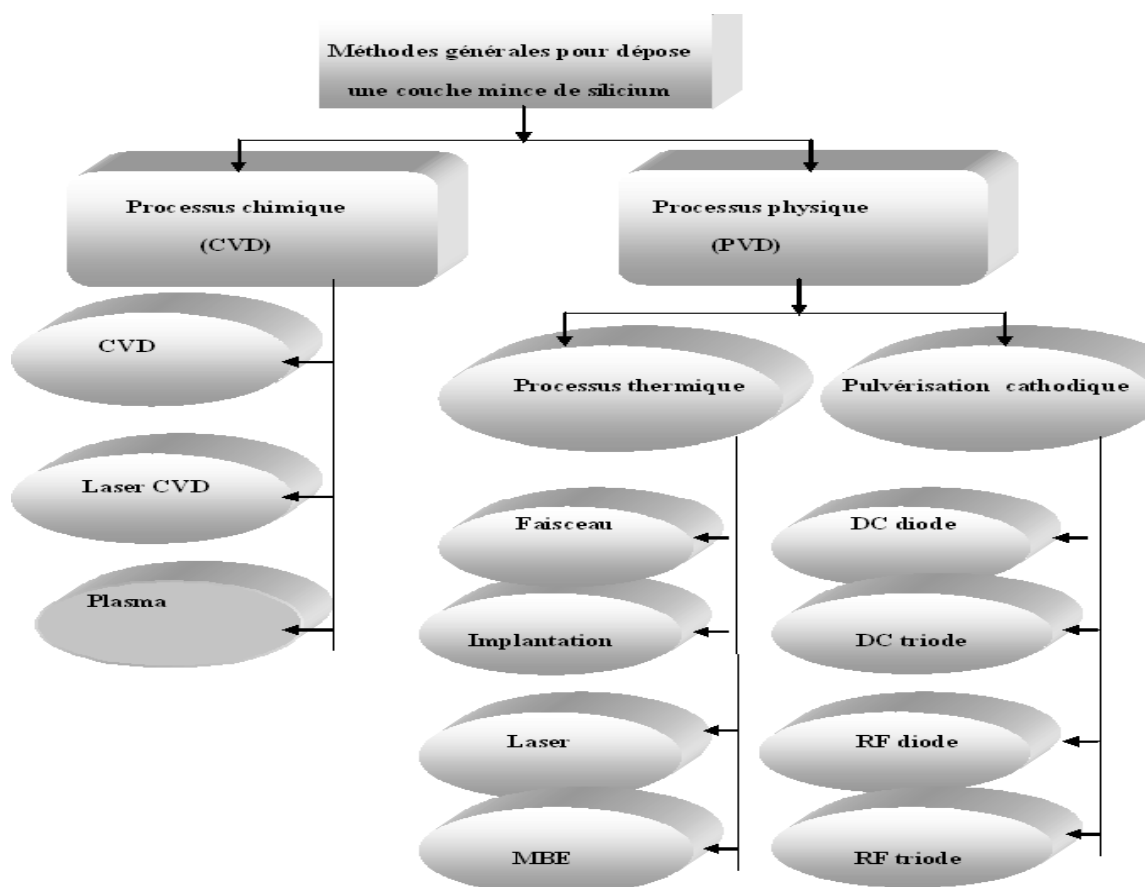 Méthodes générales pour dépose
une couche mince de silicium
Processus chimique
(CVD)
Processus physique
(PVD)
CVD
Laser CVD
Plasma
Processus thermique
Pulvérisation cathodique
Faisceau
Implantation
Laser
MBE
DC diode
DC triode
RF diode
RF triode